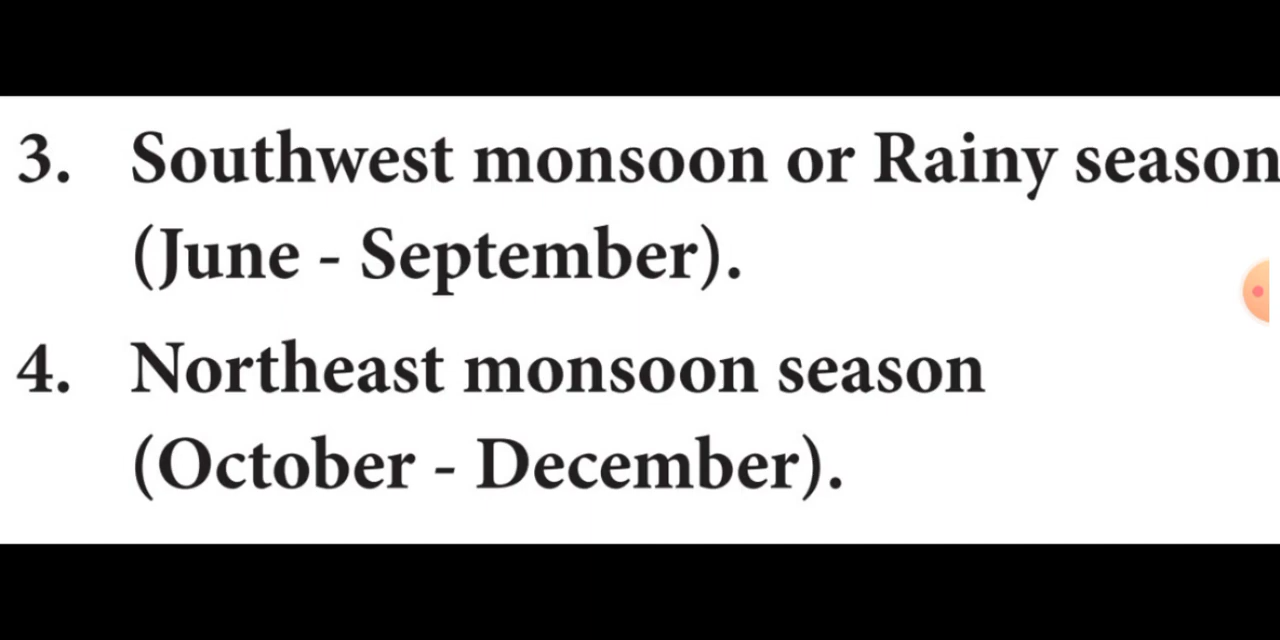 3. Southwest monsoon or Rainy season
(June - September).
4. Northeast monsoon season
(October - December).